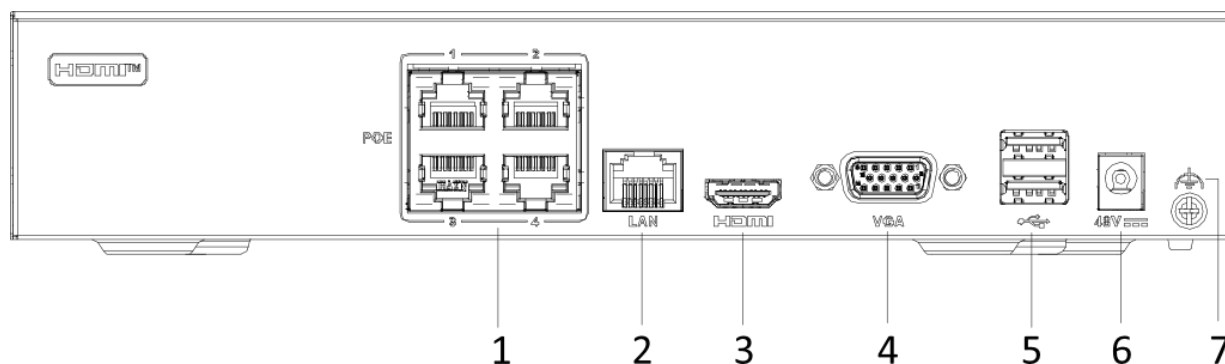 1 2
HDMI™
POE
3 4
LAN HDMI VGA 48V
1 2 3 4 5 6 7